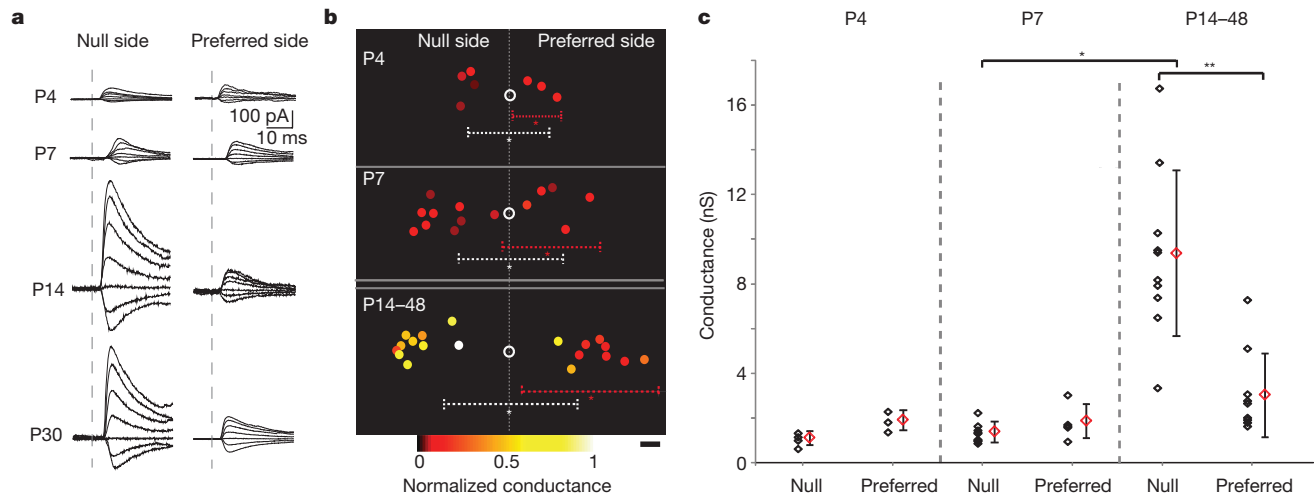 a
Null side Preferred side
P4
100 pA
10 ms
P7
P14
P30
b
Null side Preferred side
P4
*
*
P7
*
*
P14–48
*
*
0 0.5 1
Normalized conductance
c
P4 P7 P14–48
* **
16
12
8
4
0
Conductance (nS)
Null Preferred Null Preferred Null Preferred